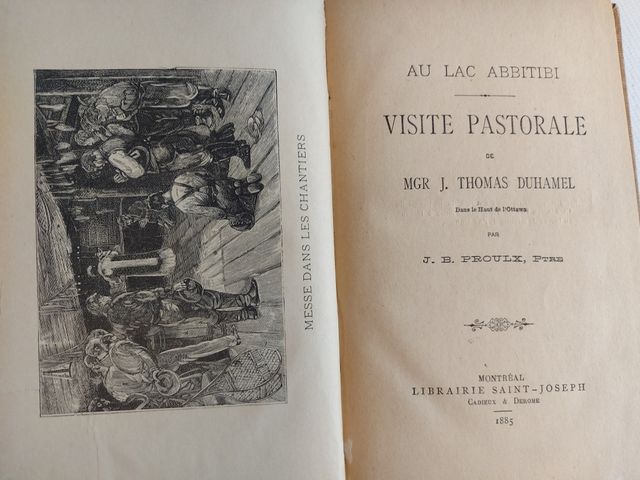 MESSE DANS LES CHANTIERS
AU LAC ABBITIBI
VISITE PASTORALE
DE
MGR J. THOMAS DUHAMEL
Dans le Haut de l'Ottawa
PAR
J. B. PROULX, PTRE
MONTRÉAL
LIBRAIRIE SAINT-JOSEPH
CADIEUX & DEROME
1885